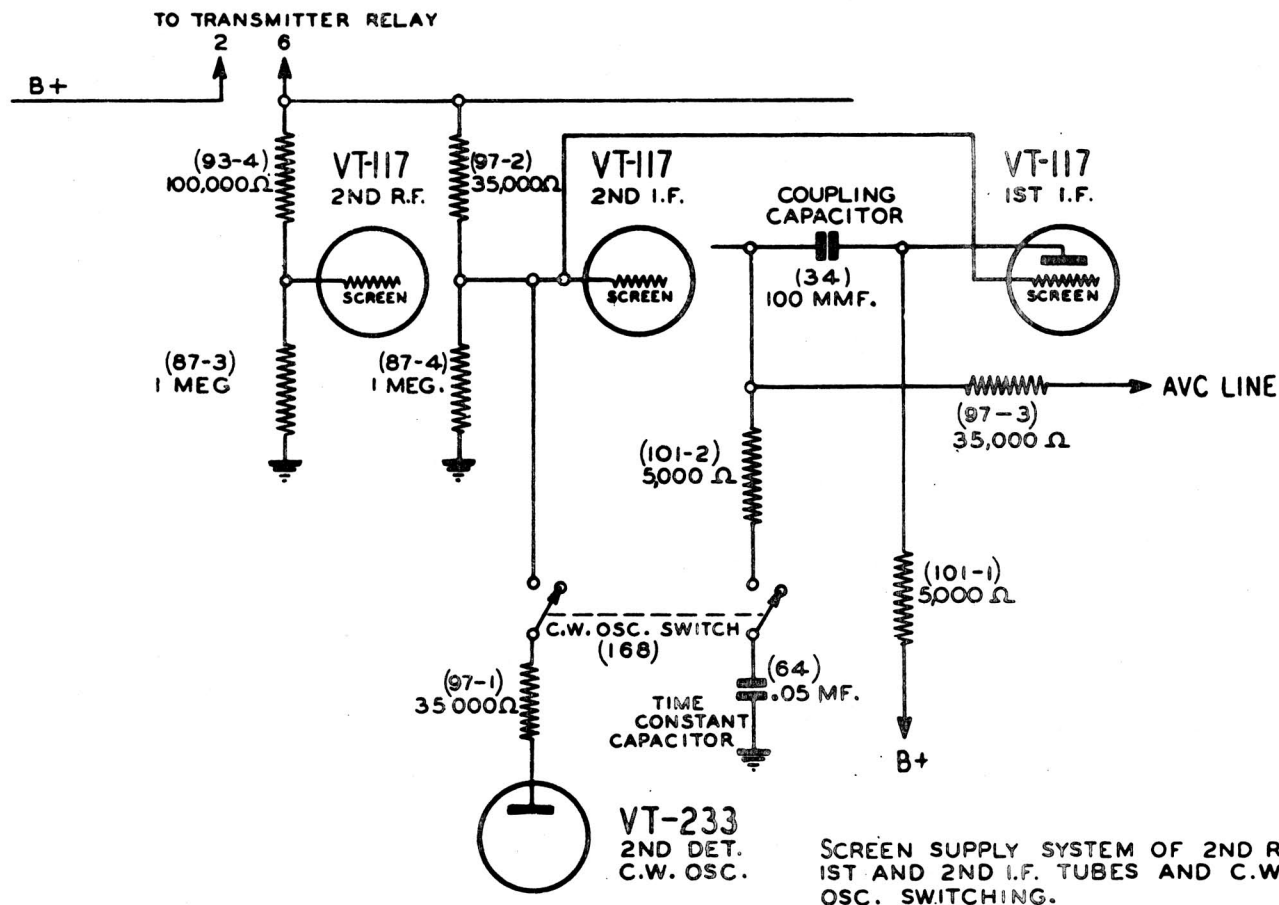 TO TRANSMITTER RELAY
2 6
B+
(93-4)
100,000Ω
VT-117
2ND R.F.
(97-2)
35,000Ω
VT-117
2ND I.F.
COUPLING
CAPACITOR
(34)
100 MMF.
VT-117
1ST I.F.
SCREEN
SCREEN
SCREEN
(87-3)
1 MEG
(87-4)
1 MEG.
AVC LINE
(97-3)
35,000 Ω
(101-2)
5,000 Ω
(101-1)
5,000 Ω
C.W. OSC. SWITCH
(168)
(97-1)
35000Ω
(64)
.05 MF.
TIME
CONSTANT
CAPACITOR
B+
VT-233
2ND DET.
C.W. OSC.
SCREEN SUPPLY SYSTEM OF 2ND R
1ST AND 2ND I.F. TUBES AND C.W
OSC. SWITCHING.